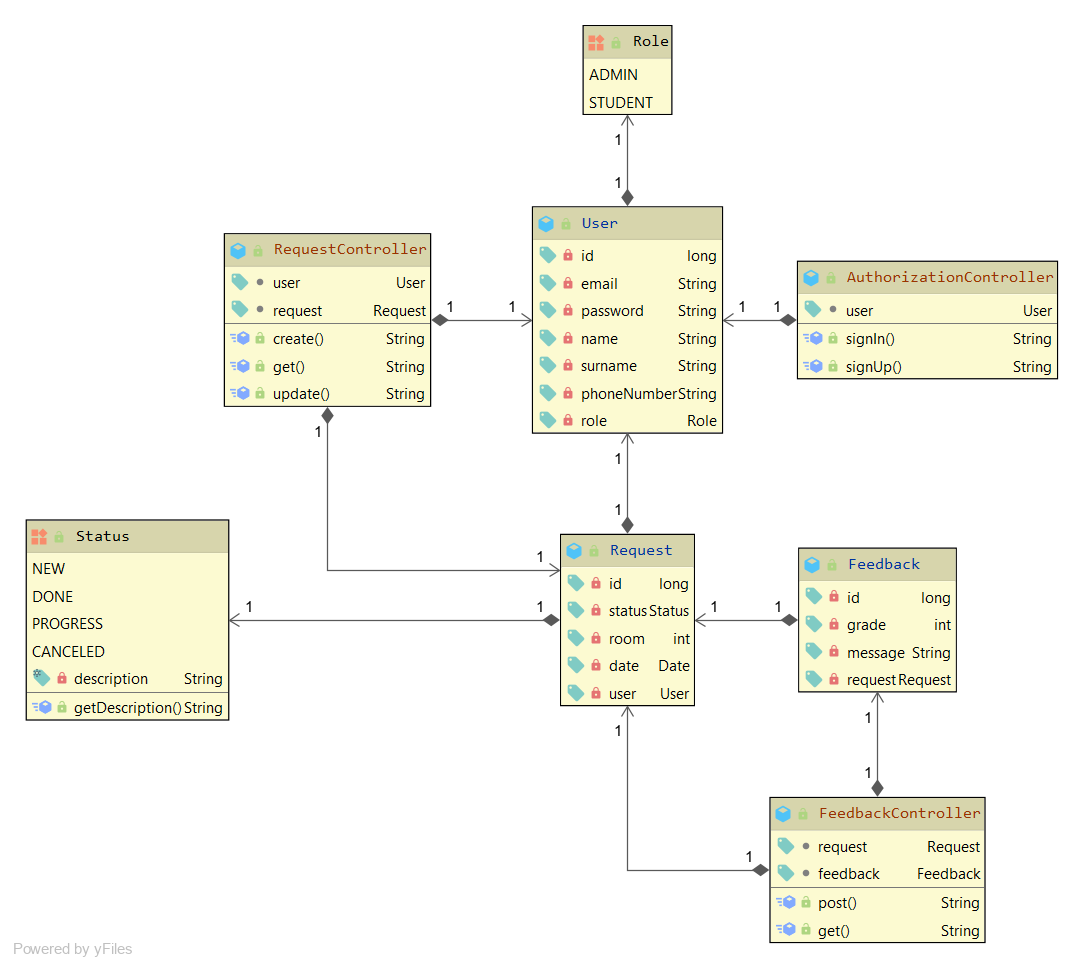 Role
ADMIN
STUDENT
1
1
User
id long
email String
password String
name String
surname String
phoneNumber String
role Role
RequestController
user User
request Request
create() String
get() String
update() String
1 1
1
1
AuthorizationController
user User
signIn() String
signUp() String
1 1
1
1
Status
NEW
DONE
PROGRESS
CANCELED
description String
getDescription() String
1 1
Request
id long
status Status
room int
date Date
user User
1 1
Feedback
id long
grade int
message String
request Request
1
1
1
1
FeedbackController
request Request
feedback Feedback
post() String
get() String
Powered by yFiles